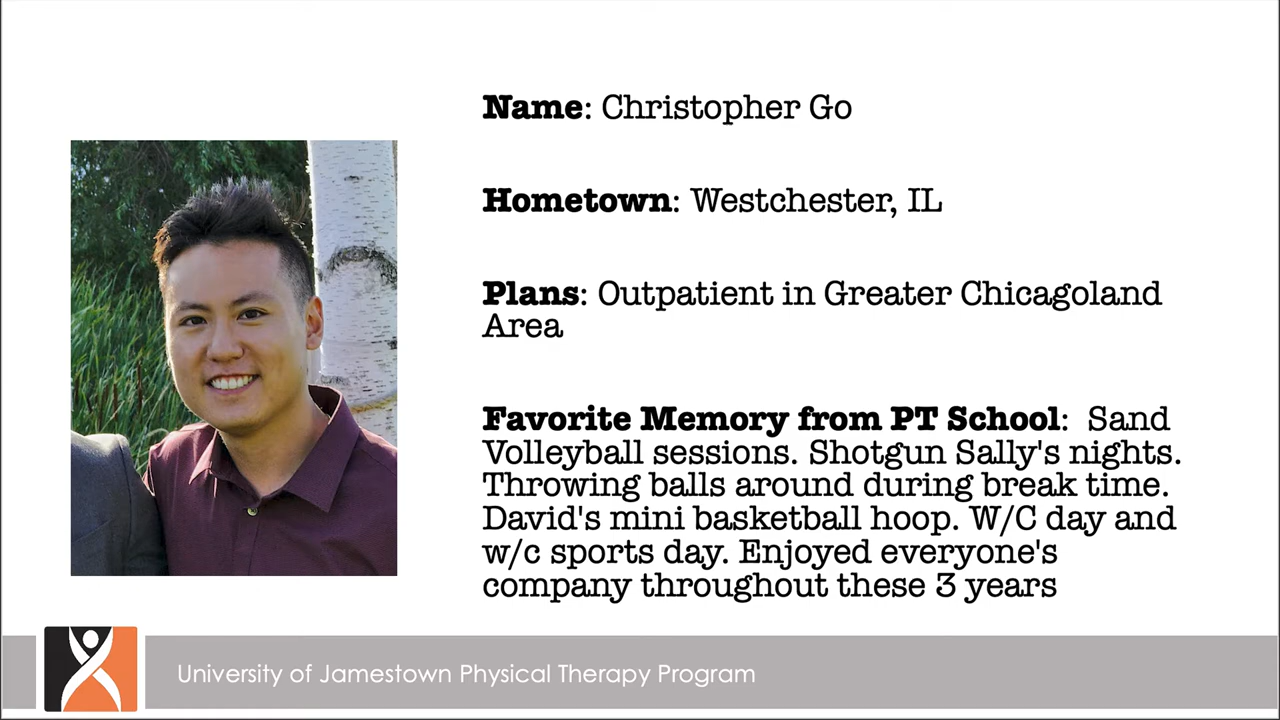 Name: Christopher Go
Hometown: Westchester, IL
Plans: Outpatient in Greater Chicagoland
Area
Favorite Memory from PT School:  Sand
Volleyball sessions. Shotgun Sally's nights.
Throwing balls around during break time.
David's mini basketball hoop. W/C day and
w/c sports day. Enjoyed everyone's
company throughout these 3 years
University of Jamestown Physical Therapy Program